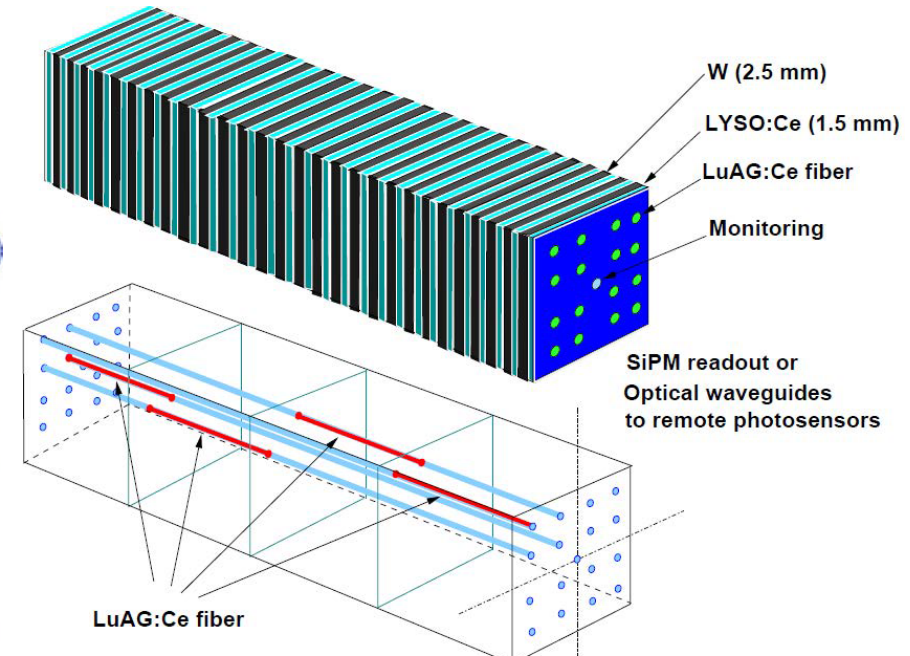 W (2.5 mm)
LYSO:Ce (1.5 mm)
LuAG:Ce fiber
Monitoring
SiPM readout or
Optical waveguides
to remote photosensors
LuAG:Ce fiber